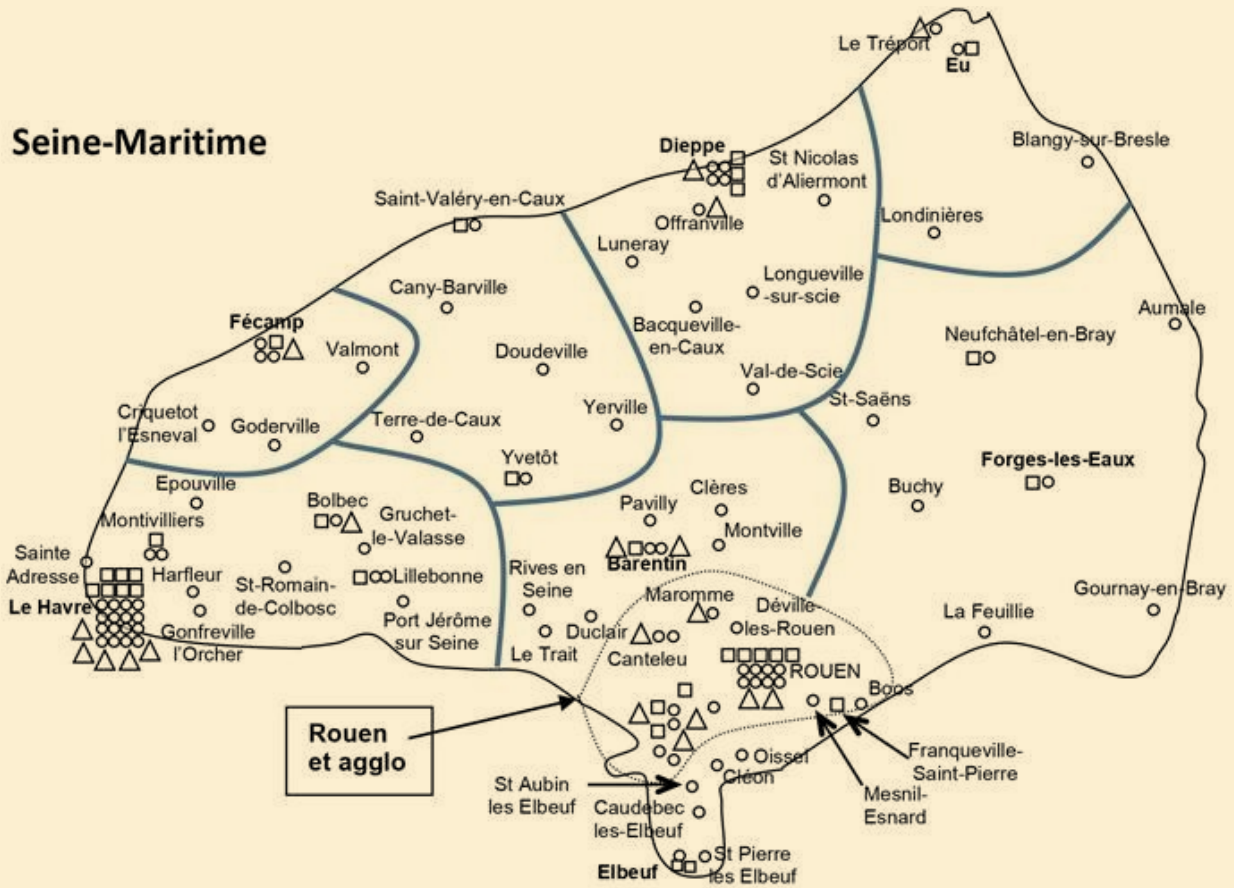 Seine-Maritime
Le Tréport
Eu
Blangy-sur-Bresle
Dieppe
St Nicolas
d'Aliermont
Saint-Valéry-en-Caux
Offranville
Londinières
Luneray
Longueville
-sur-scie
Cany-Barville
Bacqueville-
en-Caux
Aumale
Neufchâtel-en-Bray
Fécamp
Valmont
Doudeville
Val-de-Scie
St-Saëns
Criquetot
l'Esneval
Goderville
Terre-de-Caux
Yerville
Yvetôt
Forges-les-Eaux
Epouville
Montivilliers
Bolbec
Gruchet-
le-Valasse
Pavilly
Clères
Montville
Buchy
Sainte
Adresse
Harfleur
St-Romain-
de-Colbosc
Lillebonne
Rives en
Seine
Barentin
Le Havre
Gonfreville
l'Orcher
Port Jérôme
sur Seine
Le Trait
Duclair
Maromme
Déville
les-Rouen
Canteleu
La Feuillie
Gournay-en-Bray
ROUEN
Boos
Rouen
et agglo
Franqueville-
Saint-Pierre
Mesnil-
Esnard
Oissel
Cléon
St Aubin
les Elbeuf
Caudebec
les-Elbeuf
Elbeuf
St Pierre
les Elbeuf